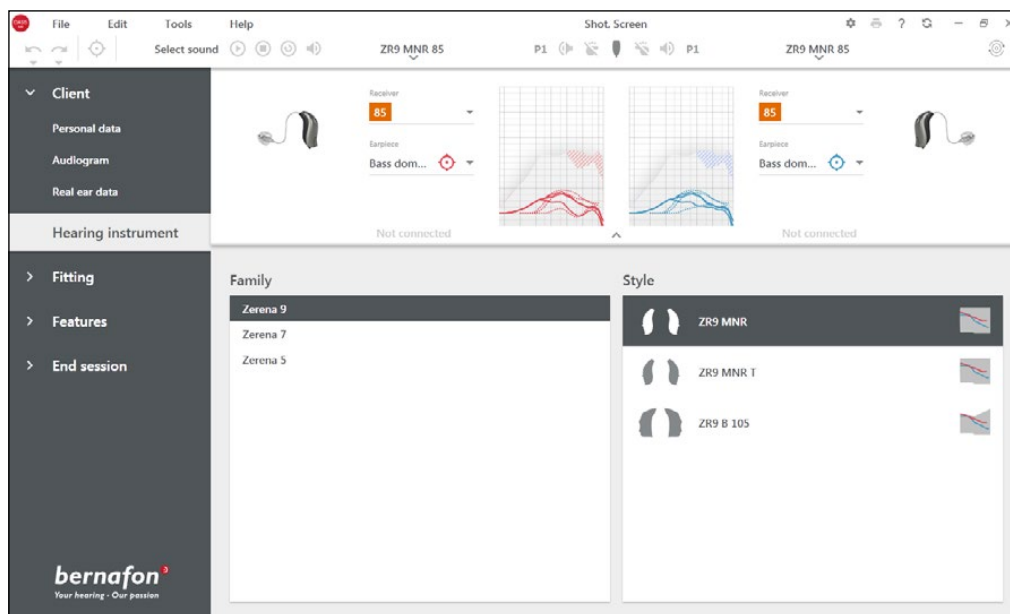 File Edit Tools Help Shot. Screen ?
Select sound ZR9 MNR 85 P1 P1 ZR9 MNR 85
Client
Personal data
Audiogram
Real ear data
Hearing instrument
Fitting
Features
End session
bernafon
Your hearing · Our passion
Receiver
85
Earpiece
Bass dom...
Not connected
Receiver
85
Earpiece
Bass dom...
Not connected
Family
Zerena 9
Zerena 7
Zerena 5
Style
ZR9 MNR
ZR9 MNR T
ZR9 B 105